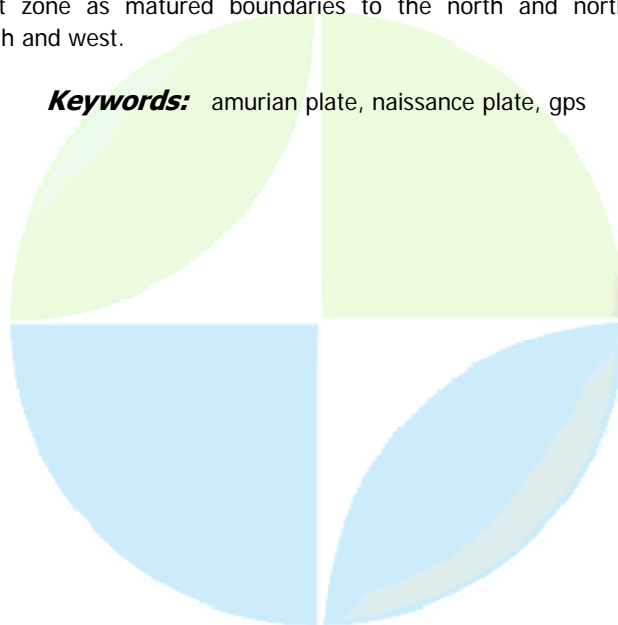 t zone as matured boundaries to the north and north
h and west.
Keywords: amurian plate, naissance plate, gps